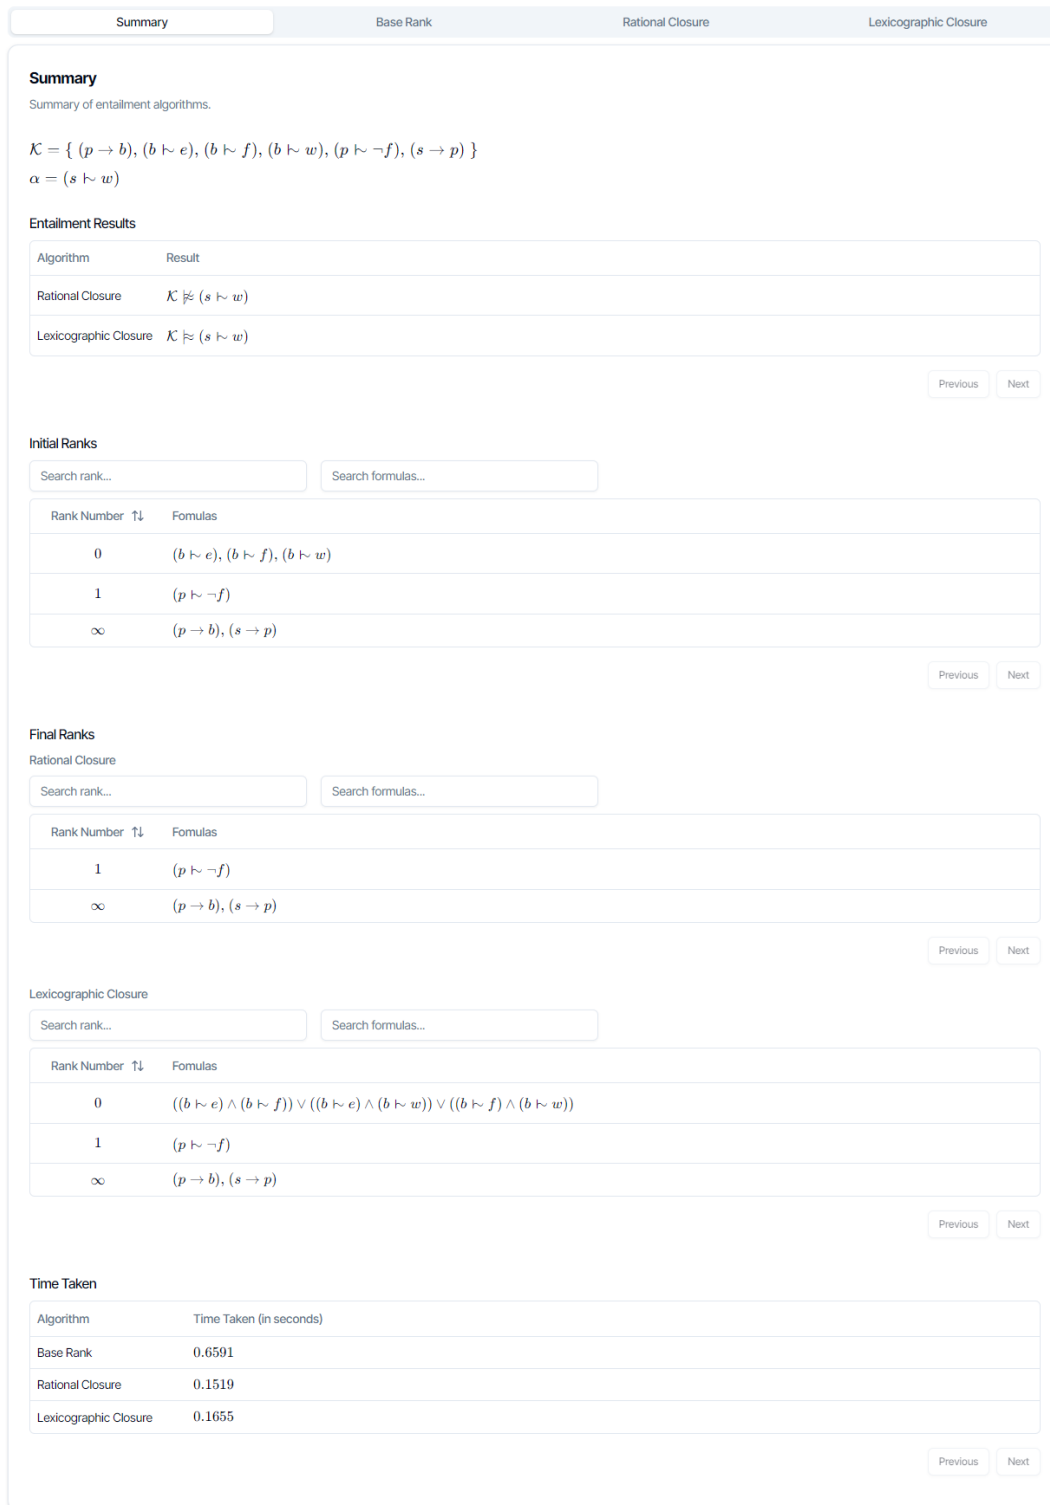 Summary Base Rank Rational Closure Lexicographic Closure
Summary
Summary of entailment algorithms.
𝒦 = { (p → b), (b |∼ e), (b |∼ f), (b |∼ w), (p |∼ ¬f), (s → p) }
α = (s |∼ w)
Entailment Results
Algorithm Result
Rational Closure 𝒦 |≉ (s |∼ w)
Lexicographic Closure 𝒦 |≈ (s |∼ w)
Previous Next
Initial Ranks
Search rank... Search formulas...
Rank Number ↑↓ Fomulas
0 (b |∼ e), (b |∼ f), (b |∼ w)
1 (p |∼ ¬f)
∞ (p → b), (s → p)
Previous Next
Final Ranks
Rational Closure
Search rank... Search formulas...
Rank Number ↑↓ Fomulas
1 (p |∼ ¬f)
∞ (p → b), (s → p)
Previous Next
Lexicographic Closure
Search rank... Search formulas...
Rank Number ↑↓ Fomulas
0 ((b |∼ e) ∧ (b |∼ f)) ∨ ((b |∼ e) ∧ (b |∼ w)) ∨ ((b |∼ f) ∧ (b |∼ w))
1 (p |∼ ¬f)
∞ (p → b), (s → p)
Previous Next
Time Taken
Algorithm Time Taken (in seconds)
Base Rank 0.6591
Rational Closure 0.1519
Lexicographic Closure 0.1655
Previous Next